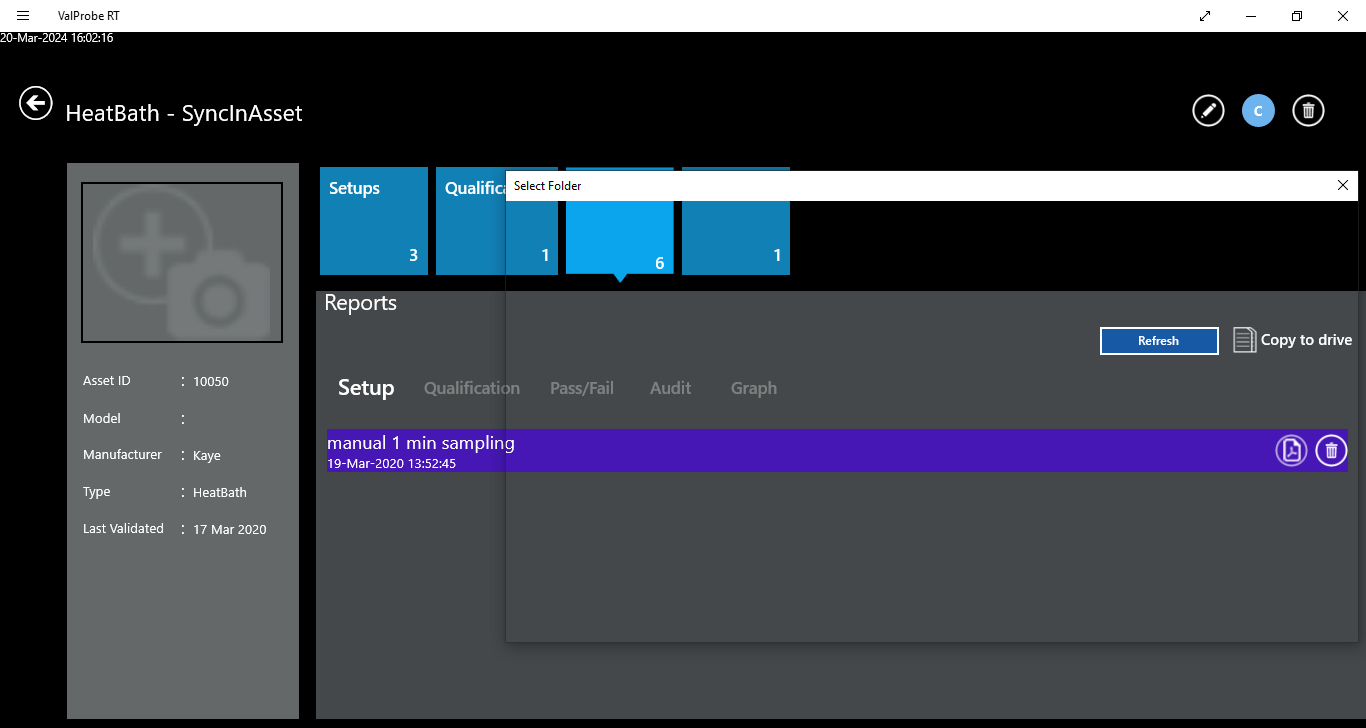 ValProbe RT
20-Mar-2024 16:02:16
HeatBath - SyncInAsset
C
Setups
3
Qualifica
1
6
1
Select Folder
Reports
Refresh
Copy to drive
Setup Qualification Pass/Fail Audit Graph
manual 1 min sampling
19-Mar-2020 13:52:45
Asset ID : 10050
Model :
Manufacturer : Kaye
Type : HeatBath
Last Validated : 17 Mar 2020